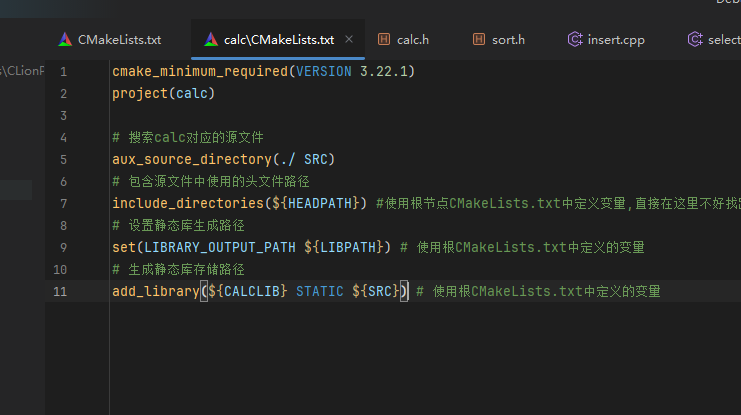 Deb
CMakeLists.txt
calc\CMakeLists.txt ×
calc.h
sort.h
insert.cpp
select
s\CLionP
1 cmake_minimum_required(VERSION 3.22.1)
2 project(calc)
3
4 # 搜索calc对应的源文件
5 aux_source_directory(./ SRC)
6 # 包含源文件中使用的头文件路径
7 include_directories(${HEADPATH}) #使用根节点CMakeLists.txt中定义变量,直接在这里不好找
8 # 设置静态库生成路径
9 set(LIBRARY_OUTPUT_PATH ${LIBPATH}) # 使用根CMakeLists.txt中定义的变量
10 # 生成静态库存储路径
11 add_library(${CALCLIB} STATIC ${SRC}) # 使用根CMakeLists.txt中定义的变量